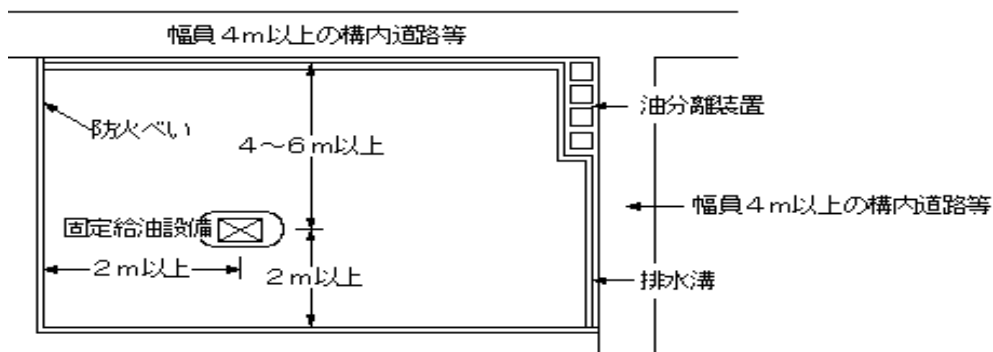 幅員4m以上の構内道路等
油分離装置
防火べい
4~6m以上
幅員4m以上の構内道路等
固定給油設備
2m以上
2m以上
排水溝